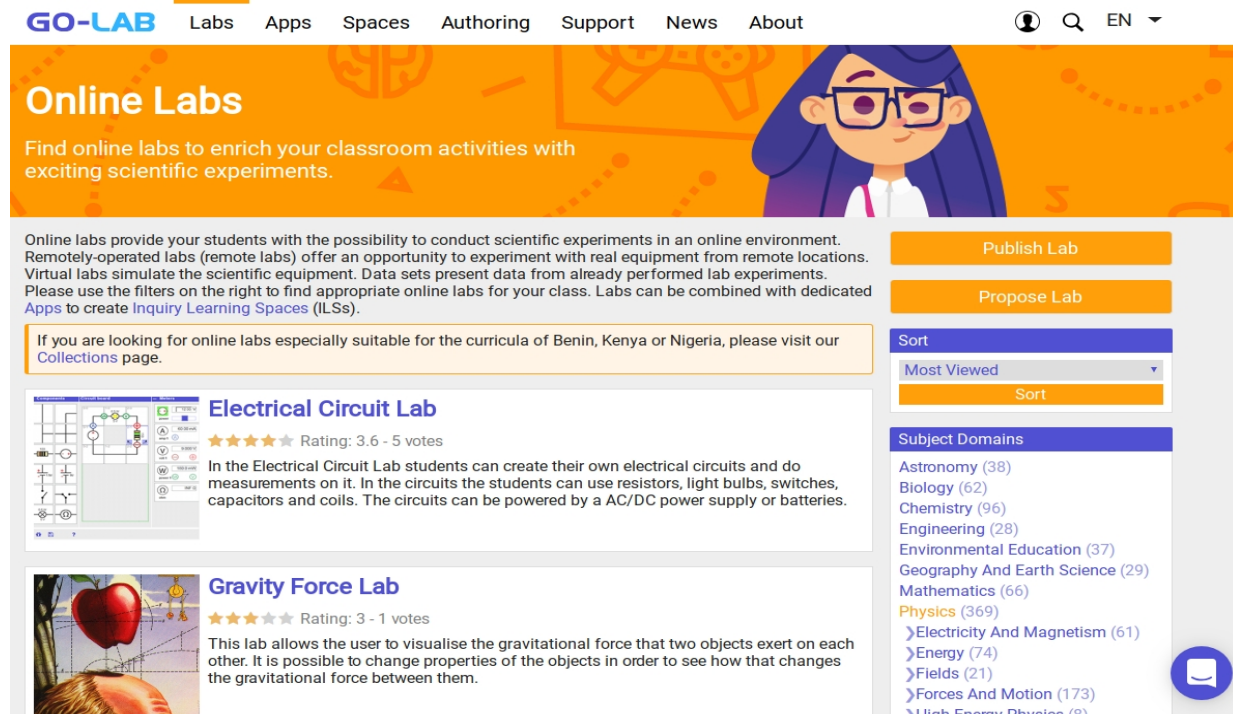 GO-LAB
Labs
Apps
Spaces
Authoring
Support
News
About
EN
Online Labs
Find online labs to enrich your classroom activities with
exciting scientific experiments.
Online labs provide your students with the possibility to conduct scientific experiments in an online environment.
Remotely-operated labs (remote labs) offer an opportunity to experiment with real equipment from remote locations.
Virtual labs simulate the scientific equipment. Data sets present data from already performed lab experiments.
Please use the filters on the right to find appropriate online labs for your class. Labs can be combined with dedicated
Apps to create Inquiry Learning Spaces (ILSs).
If you are looking for online labs especially suitable for the curricula of Benin, Kenya or Nigeria, please visit our
Collections page.
Components
Circuit board
Meters
Electrical Circuit Lab
Rating: 3.6 - 5 votes
In the Electrical Circuit Lab students can create their own electrical circuits and do
measurements on it. In the circuits the students can use resistors, light bulbs, switches,
capacitors and coils. The circuits can be powered by a AC/DC power supply or batteries.
Gravity Force Lab
Rating: 3 - 1 votes
This lab allows the user to visualise the gravitational force that two objects exert on each
other. It is possible to change properties of the objects in order to see how that changes
the gravitational force between them.
Publish Lab
Propose Lab
Sort
Most Viewed
Sort
Subject Domains
Astronomy (38)
Biology (62)
Chemistry (96)
Engineering (28)
Environmental Education (37)
Geography And Earth Science (29)
Mathematics (66)
Physics (369)
❯Electricity And Magnetism (61)
❯Energy (74)
❯Fields (21)
❯Forces And Motion (173)
❯High Energy Physics (8)